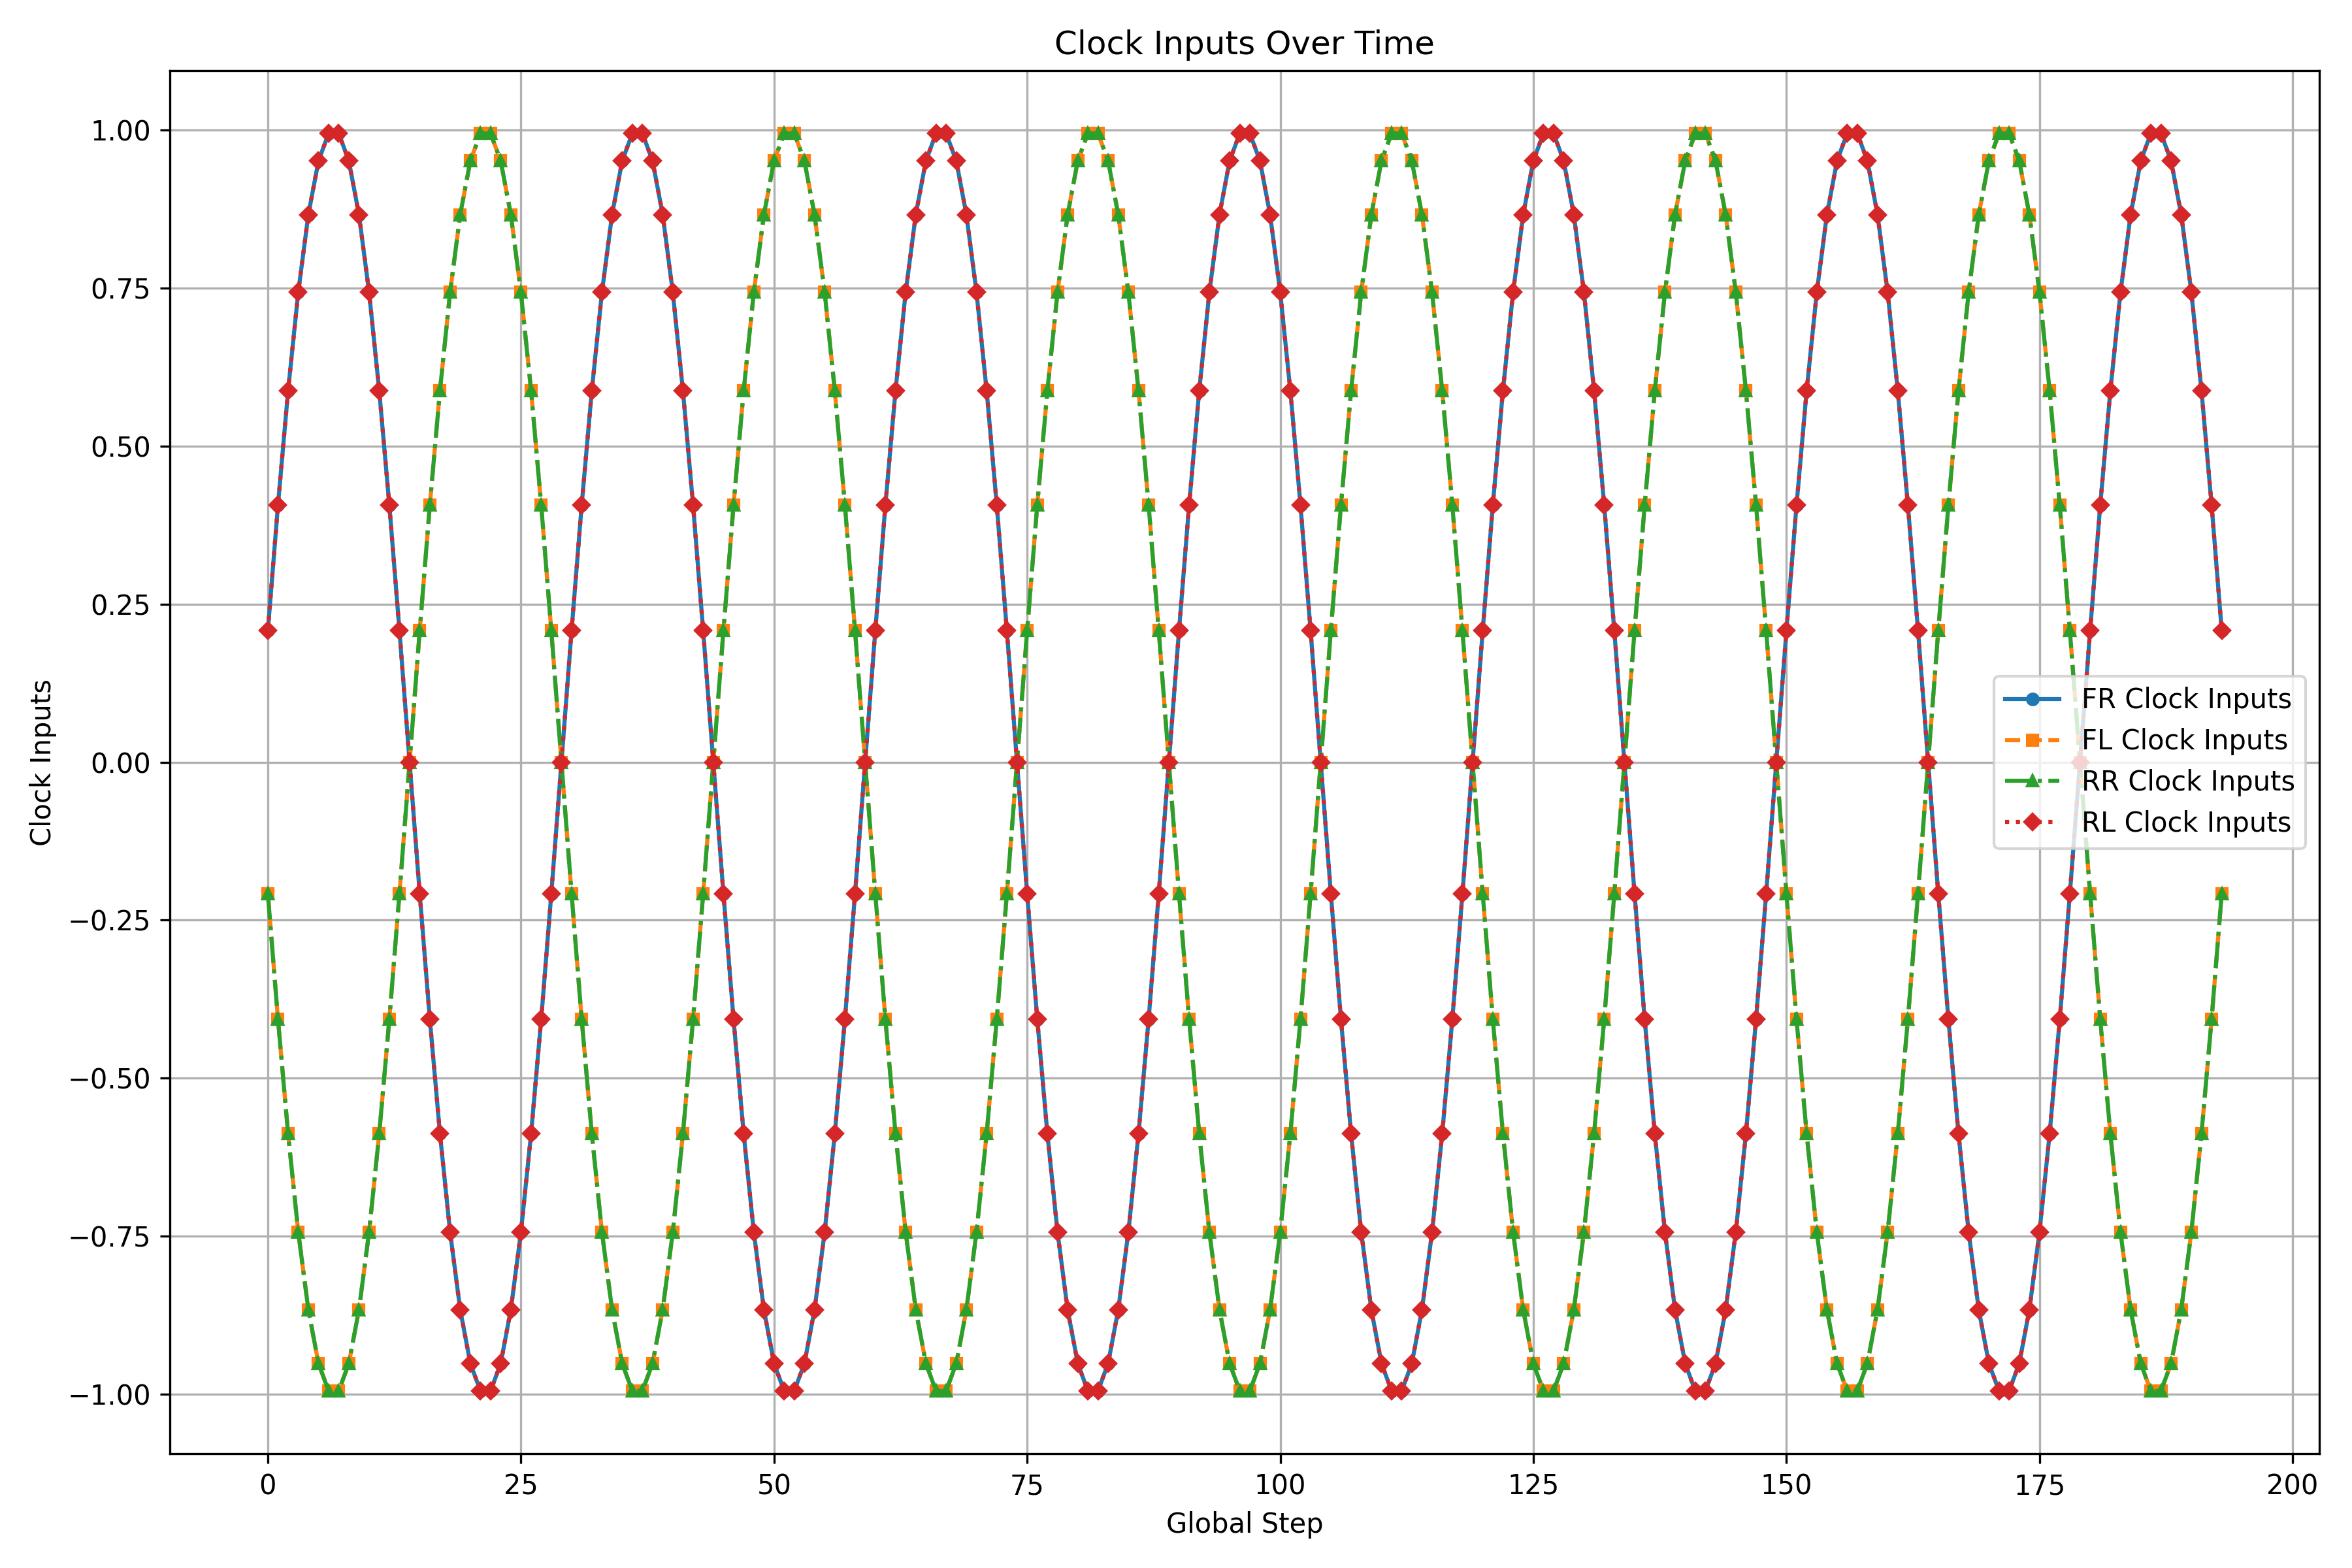 Clock Inputs Over Time
1.00
0.75
0.50
0.25
0.00
−0.25
−0.50
−0.75
−1.00
Clock Inputs
FR Clock Inputs
FL Clock Inputs
RR Clock Inputs
RL Clock Inputs
0 25 50 75 100 125 150 175 200
Global Step